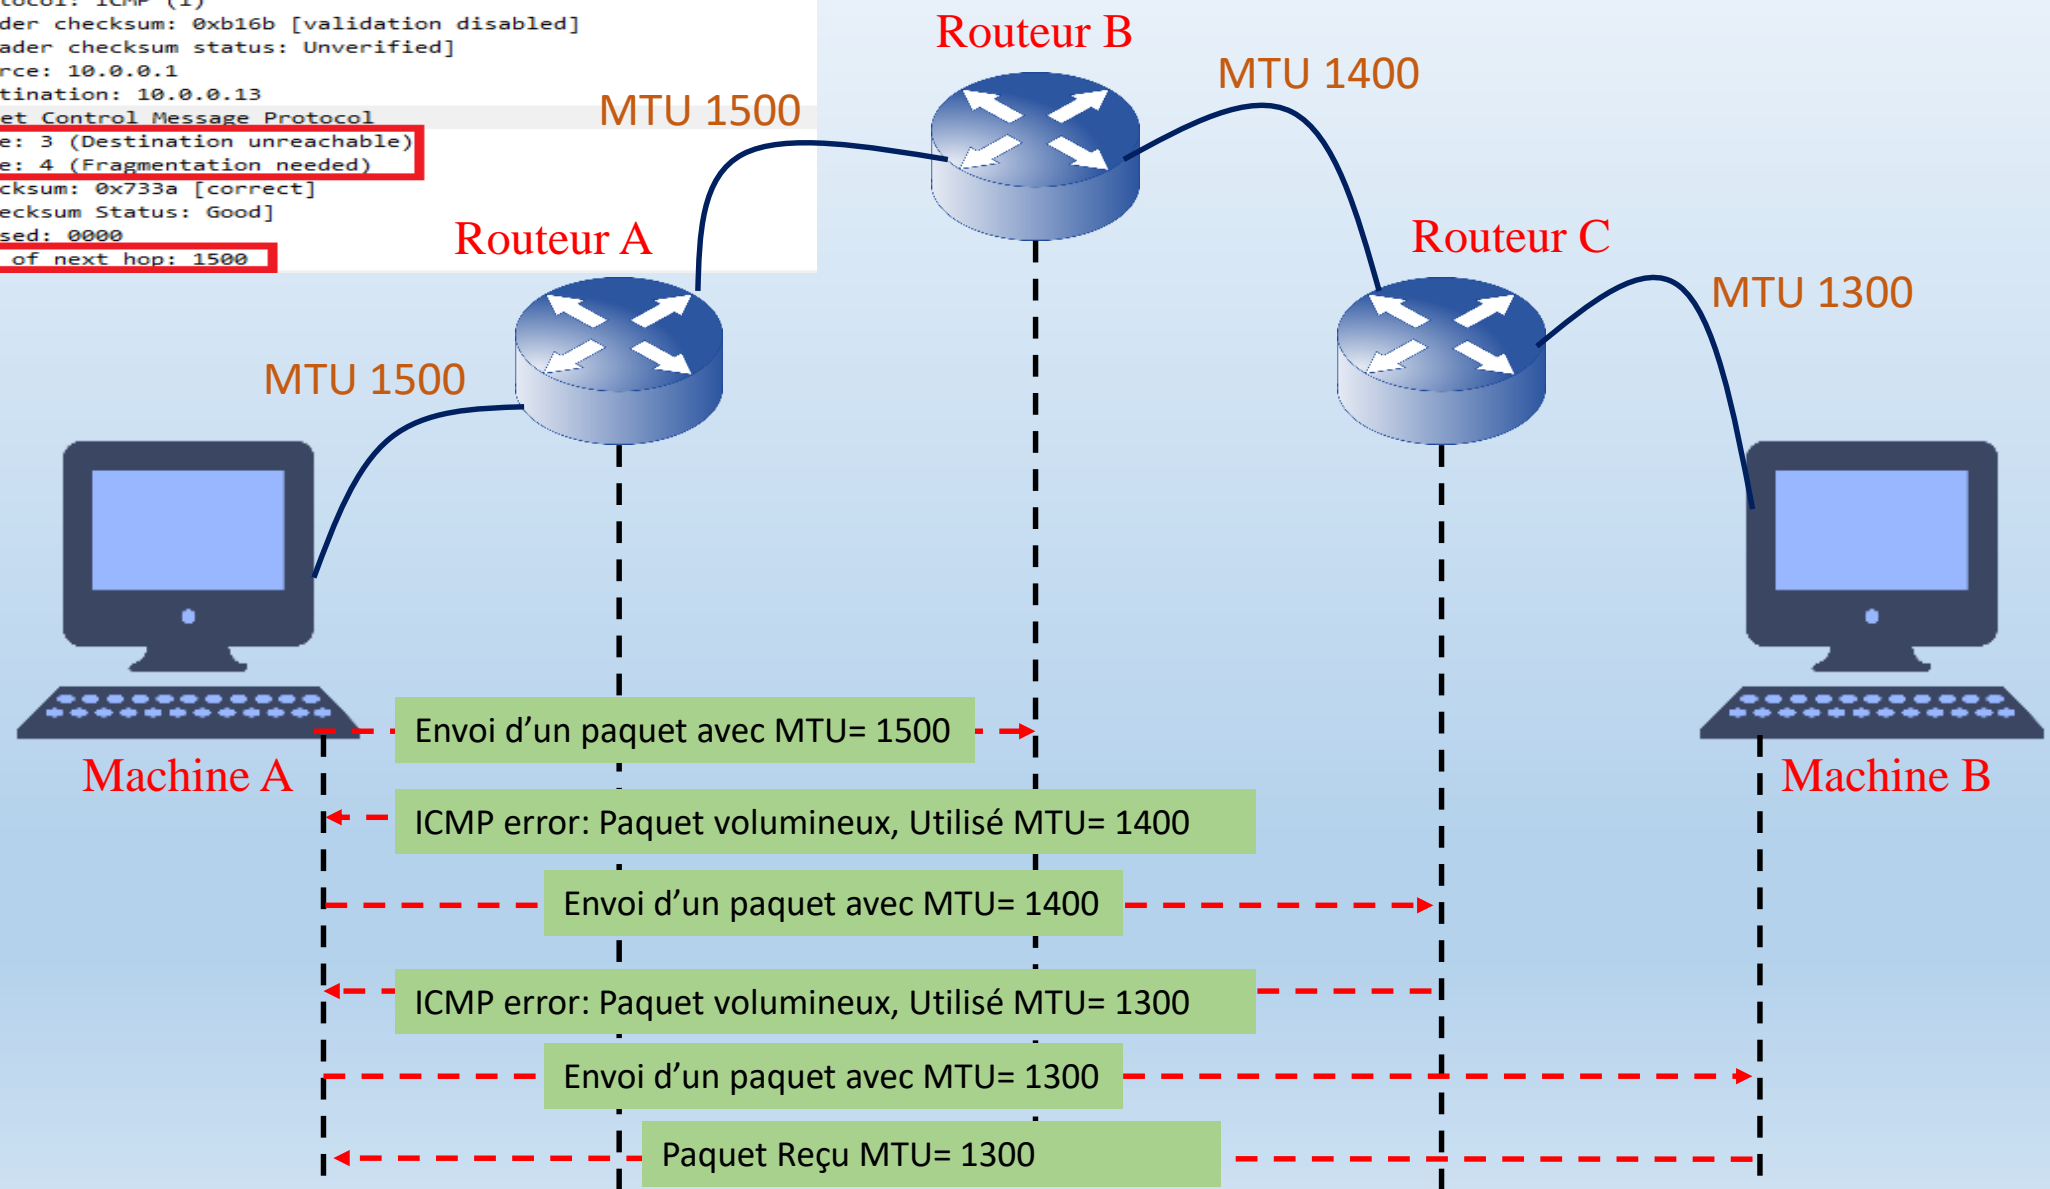 tocol: ICMP (1)
der checksum: 0xb16b [validation disabled]
ader checksum status: Unverified]
rce: 10.0.0.1
tination: 10.0.0.13
et Control Message Protocol
e: 3 (Destination unreachable)
e: 4 (Fragmentation needed)
cksum: 0x733a [correct]
ecksum Status: Good]
sed: 0000
of next hop: 1500
Routeur B
MTU 1400
MTU 1500
Routeur A
Routeur C
MTU 1300
MTU 1500
Envoi d’un paquet avec MTU= 1500
Machine A
Machine B
ICMP error: Paquet volumineux, Utilisé MTU= 1400
Envoi d’un paquet avec MTU= 1400
ICMP error: Paquet volumineux, Utilisé MTU= 1300
Envoi d’un paquet avec MTU= 1300
Paquet Reçu MTU= 1300